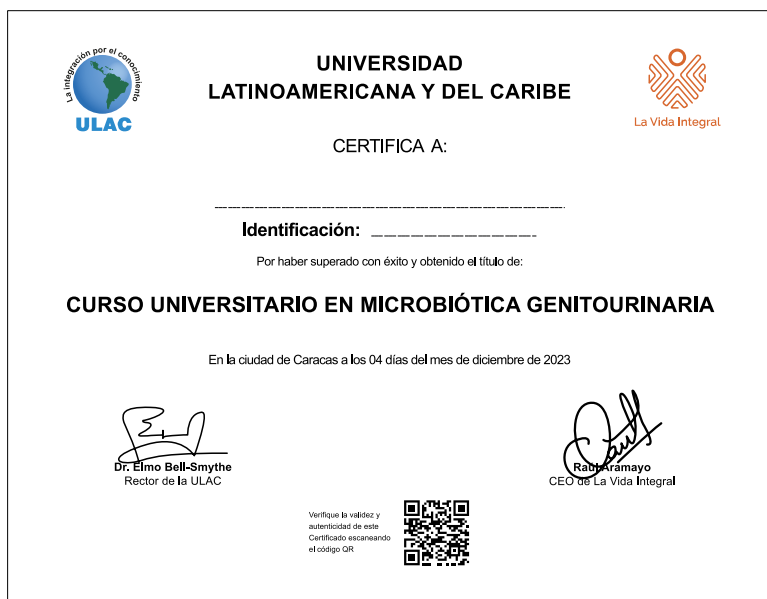 La integración por el conocimiento
ULAC
UNIVERSIDAD
LATINOAMERICANA Y DEL CARIBE
La Vida Integral
CERTIFICA A:
Identificación:
Por haber superado con éxito y obtenido el título de:
CURSO UNIVERSITARIO EN MICROBIÓTICA GENITOURINARIA
En la ciudad de Caracas a los 04 días del mes de diciembre de 2023
Dr. Elmo Bell-Smythe
Rector de la ULAC
Raúl Aramayo
CEO de La Vida Integral
Verifique la validez y
autenticidad de este
Certificado escaneando
el código QR